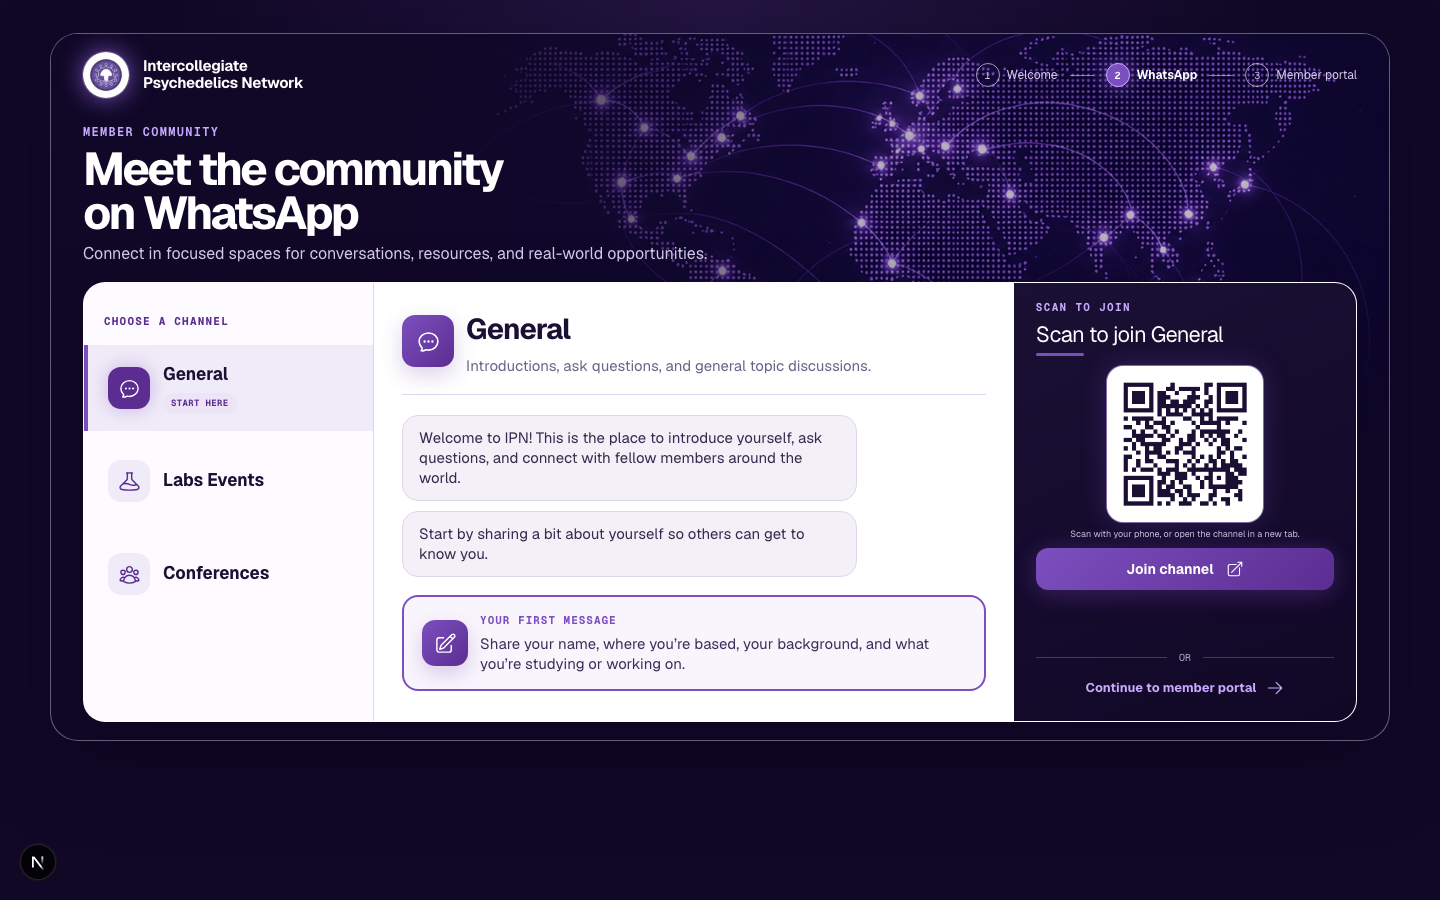 Intercollegiate
Psychedelics Network
1 Welcome
2 WhatsApp
3 Member portal
MEMBER COMMUNITY
Meet the community
on WhatsApp
Connect in focused spaces for conversations, resources, and real-world opportunities.
CHOOSE A CHANNEL
General
START HERE
Labs Events
Conferences
General
Introductions, ask questions, and general topic discussions.
Welcome to IPN! This is the place to introduce yourself, ask
questions, and connect with fellow members around the
world.
Start by sharing a bit about yourself so others can get to
know you.
YOUR FIRST MESSAGE
Share your name, where you’re based, your background, and what
you’re studying or working on.
SCAN TO JOIN
Scan to join General
Scan with your phone, or open the channel in a new tab.
Join channel
OR
Continue to member portal
N